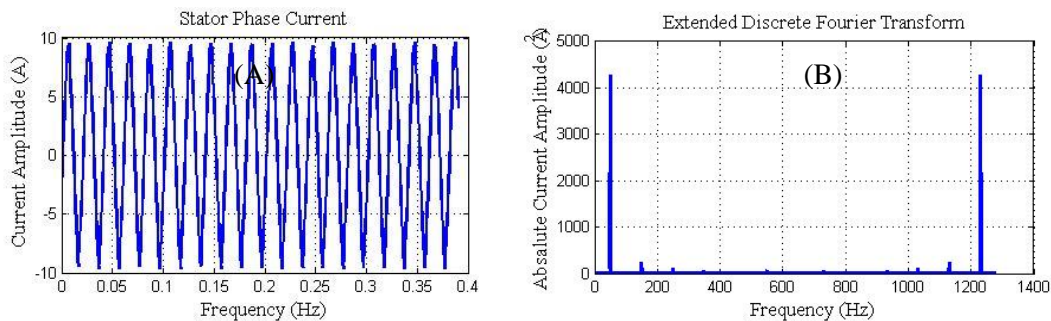 Stator Phase Current
Current Amplitude (A)
10
5
0
-5
-10
(A)
0 0.05 0.1 0.15 0.2 0.25 0.3 0.35 0.4
Frequency (Hz)
Extended Discrete Fourier Transform
Absalute Current Amplitude (A)
2
5000
4000
3000
2000
1000
0
(B)
0 200 400 600 800 1000 1200 1400
Frequency (Hz)